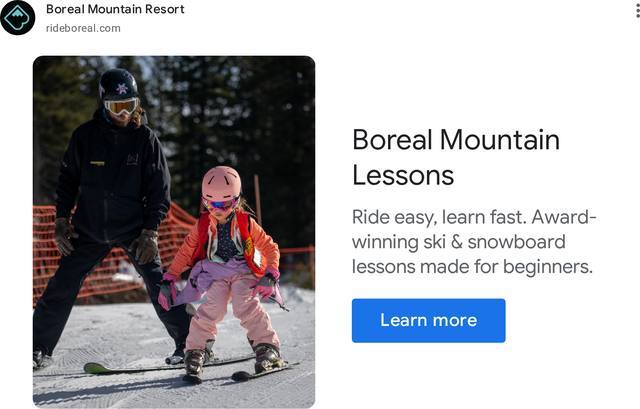 Boreal Mountain Resort
rideboreal.com
Boreal Mountain
Lessons
Ride easy, learn fast. Award-
winning ski & snowboard
lessons made for beginners.
Learn more